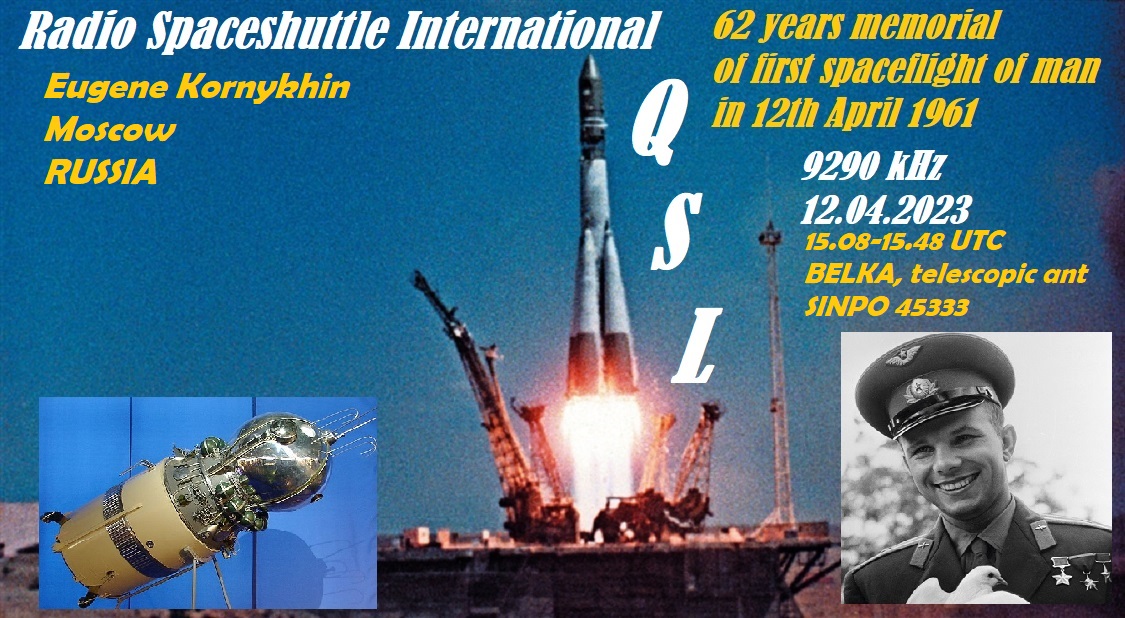 Radio Spaceshuttle International
Eugene Kornykhin
Moscow
RUSSIA
Q
S
L
62 years memorial
of first spaceflight of man
in 12th April 1961
9290 kHz
12.04.2023
15.08-15.48 UTC
BELKA, telescopic ant
SINPO 45333